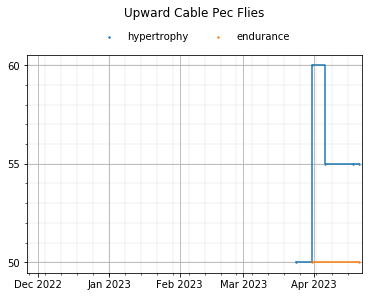 Upward Cable Pec Flies
hypertrophy endurance
60
55
50
Dec 2022 Jan 2023 Feb 2023 Mar 2023 Apr 2023